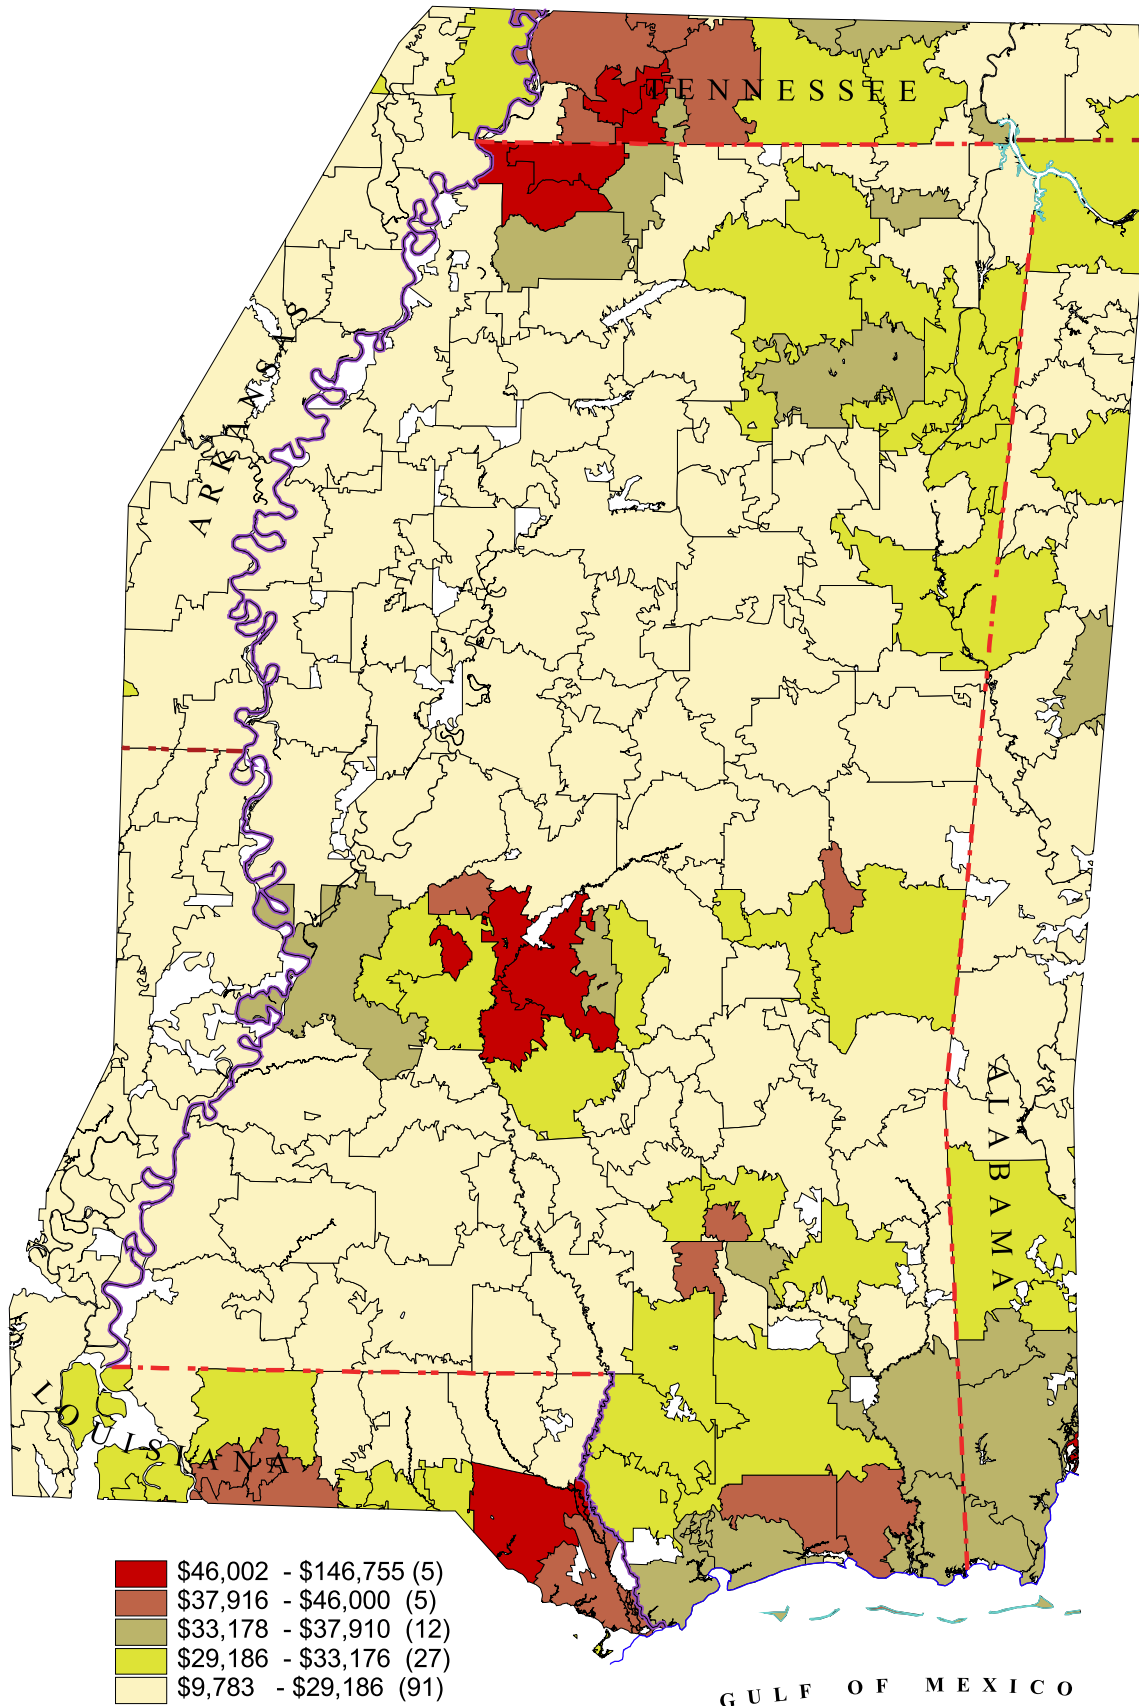 TENNESSEE
ARKANSAS
ALABAMA
LOUISIANA
$46,002 - $146,755 (5)
$37,916 - $46,000 (5)
$33,178 - $37,910 (12)
$29,186 - $33,176 (27)
$9,783 - $29,186 (91)
GULF OF MEXICO